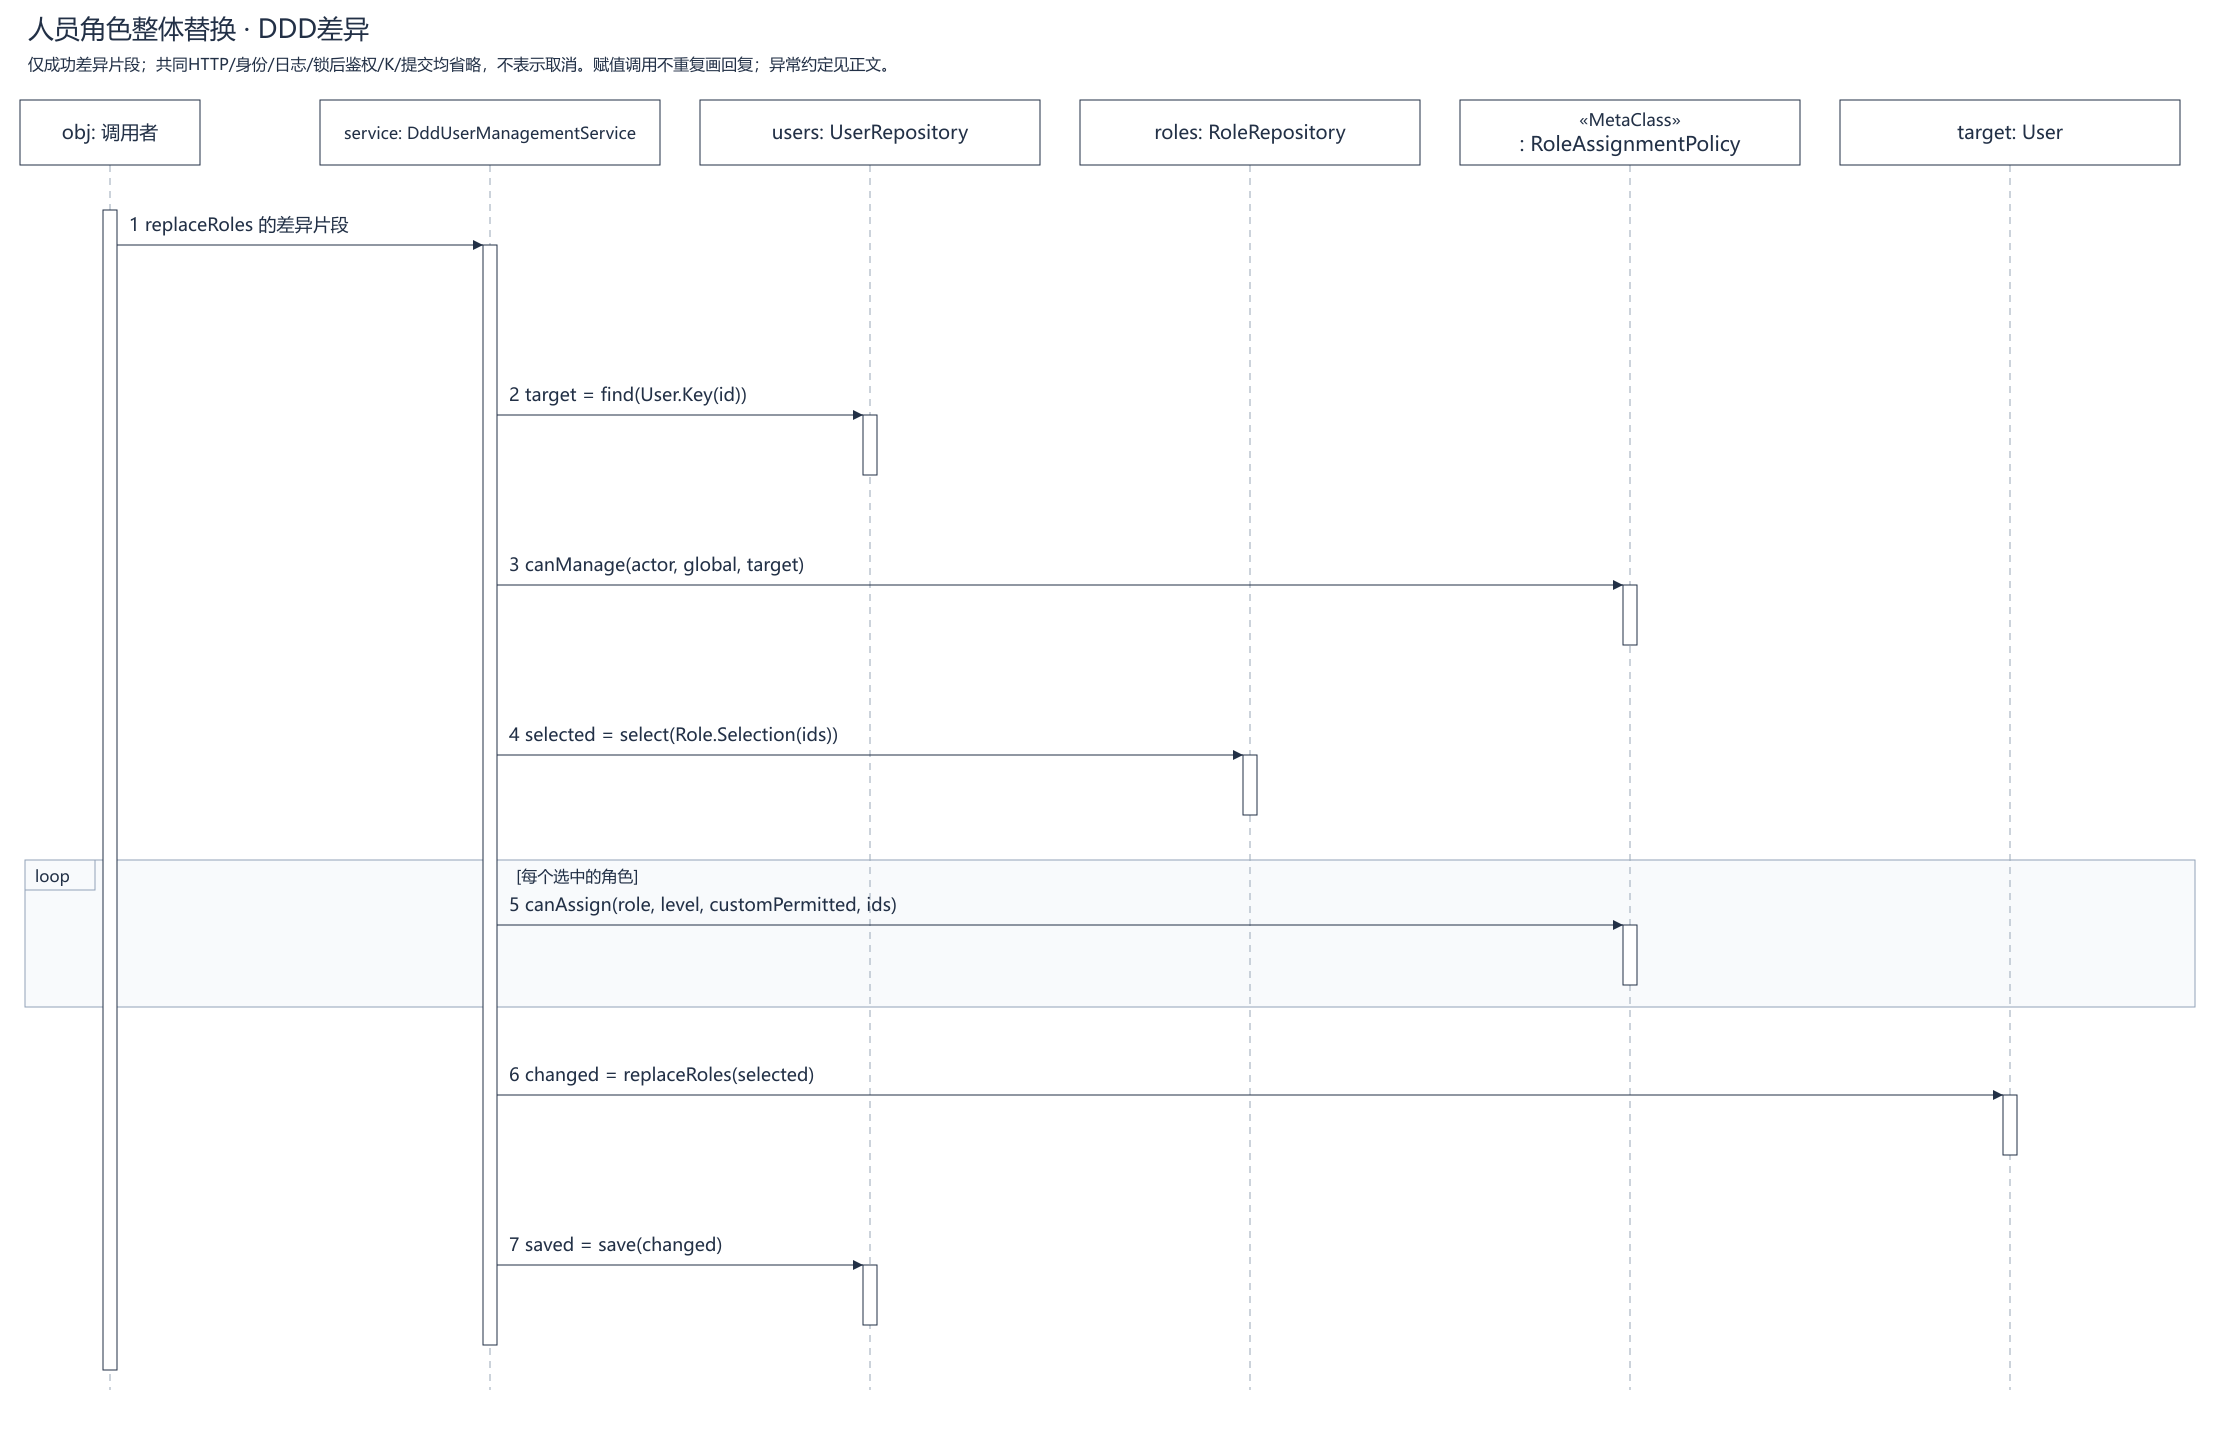 人员角色整体替换 · DDD差异
仅成功差异片段；共同HTTP/身份/日志/锁后鉴权/K/提交均省略，不表示取消。赋值调用不重复画回复；异常约定见正文。
obj: 调用者
service: DddUserManagementService
users: UserRepository
roles: RoleRepository
«MetaClass»
: RoleAssignmentPolicy
target: User
1 replaceRoles 的差异片段
2 target = find(User.Key(id))
3 canManage(actor, global, target)
4 selected = select(Role.Selection(ids))
loop
[每个选中的角色]
5 canAssign(role, level, customPermitted, ids)
6 changed = replaceRoles(selected)
7 saved = save(changed)